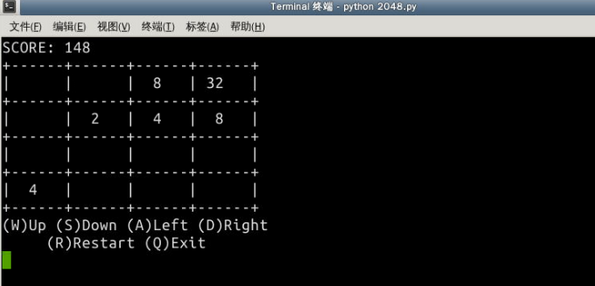 Terminal 终端 - python 2048.py
文件(F) 编辑(E) 视图(V) 终端(T) 标签(A) 帮助(H)
SCORE: 148
+------+------+------+------+
|      |      |  8   | 32   |
+------+------+------+------+
|      |  2   |  4   |  8   |
+------+------+------+------+
|      |      |      |      |
+------+------+------+------+
|  4   |      |      |      |
+------+------+------+------+
(W)Up (S)Down (A)Left (D)Right
     (R)Restart (Q)Exit